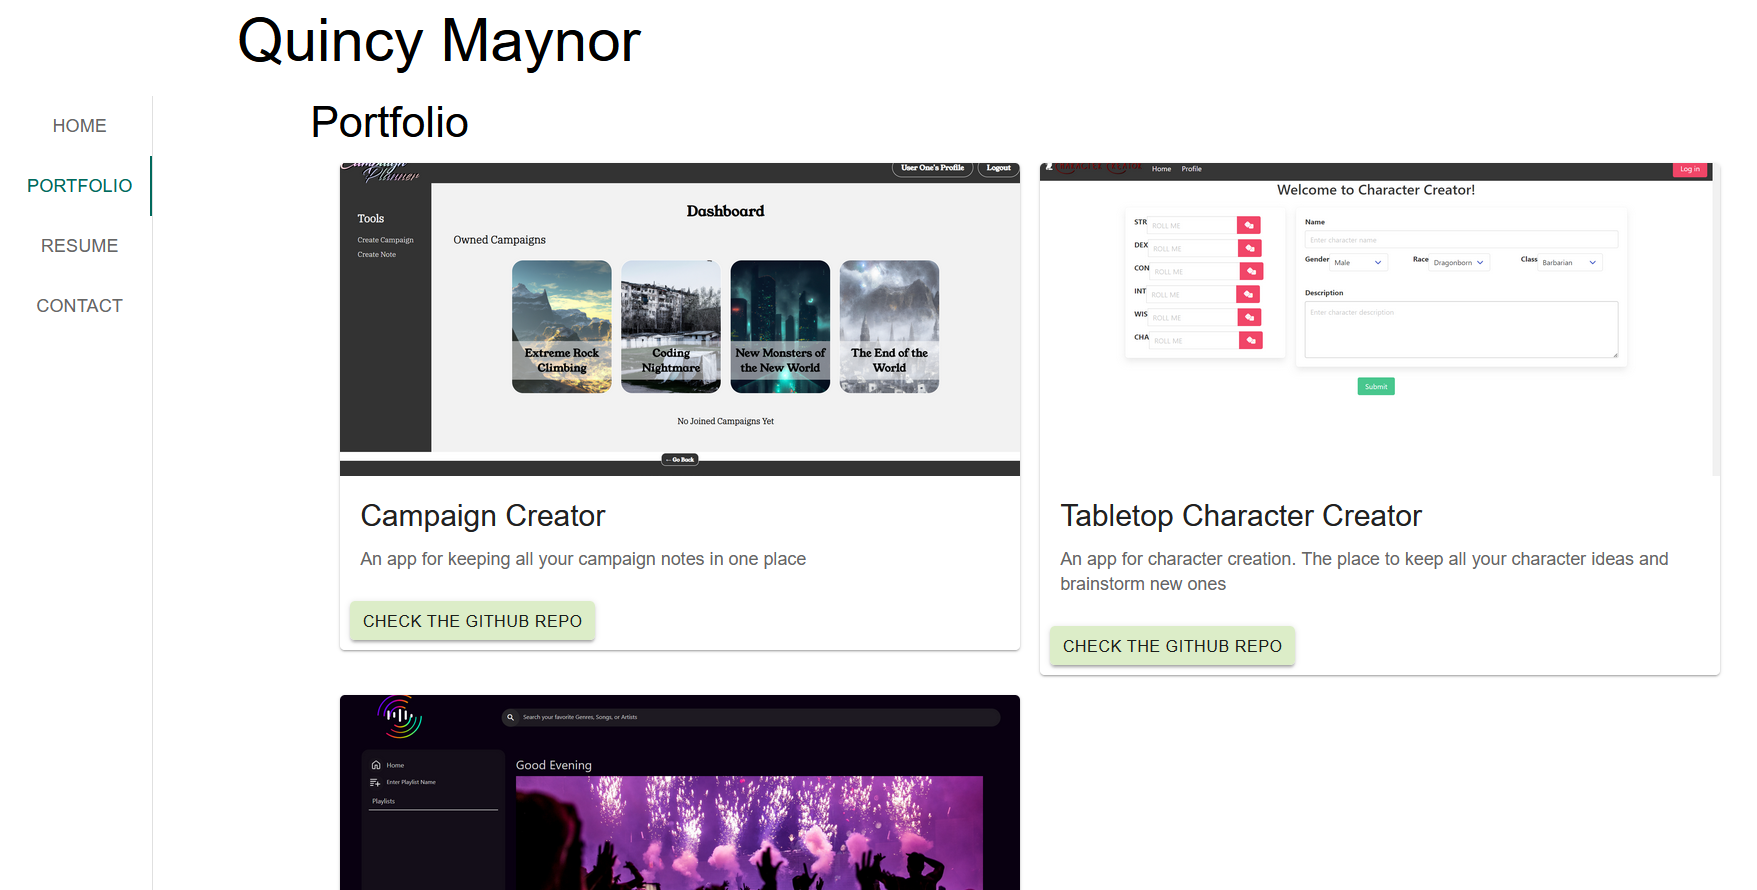 Quincy Maynor
HOME
PORTFOLIO
RESUME
CONTACT
Portfolio
Campaign
Planner
User One's Profile
Logout
Tools
Create Campaign
Create Note
Dashboard
Owned Campaigns
Extreme Rock
Climbing
Coding
Nightmare
New Monsters of
the New World
The End of the
World
No Joined Campaigns Yet
← Go Back
Campaign Creator
An app for keeping all your campaign notes in one place
CHECK THE GITHUB REPO
CHARACTER CREATOR
Home
Profile
Log in
Welcome to Character Creator!
STR ROLL ME
DEX ROLL ME
CON ROLL ME
INT ROLL ME
WIS ROLL ME
CHA ROLL ME
Name
Enter character name
Gender Male Race Dragonborn Class Barbarian
Description
Enter character description
Submit
Tabletop Character Creator
An app for character creation. The place to keep all your character ideas and
brainstorm new ones
CHECK THE GITHUB REPO
Search your favorite Genres, Songs, or Artists
Home
Enter Playlist Name
Playlists
Good Evening